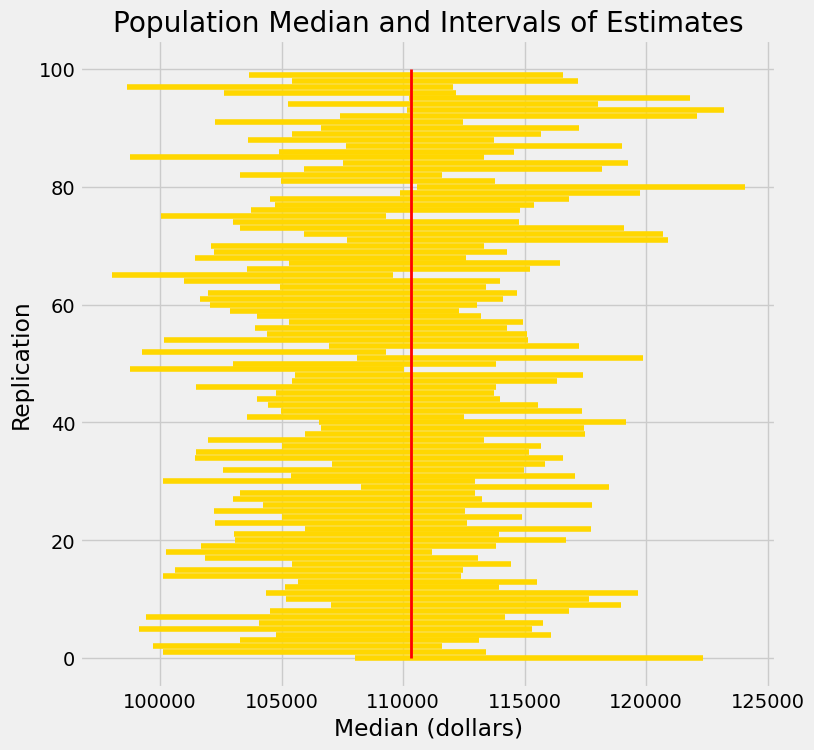 Population Median and Intervals of Estimates
100
80
60
40
20
0
Replication
100000 105000 110000 115000 120000 125000
Median (dollars)